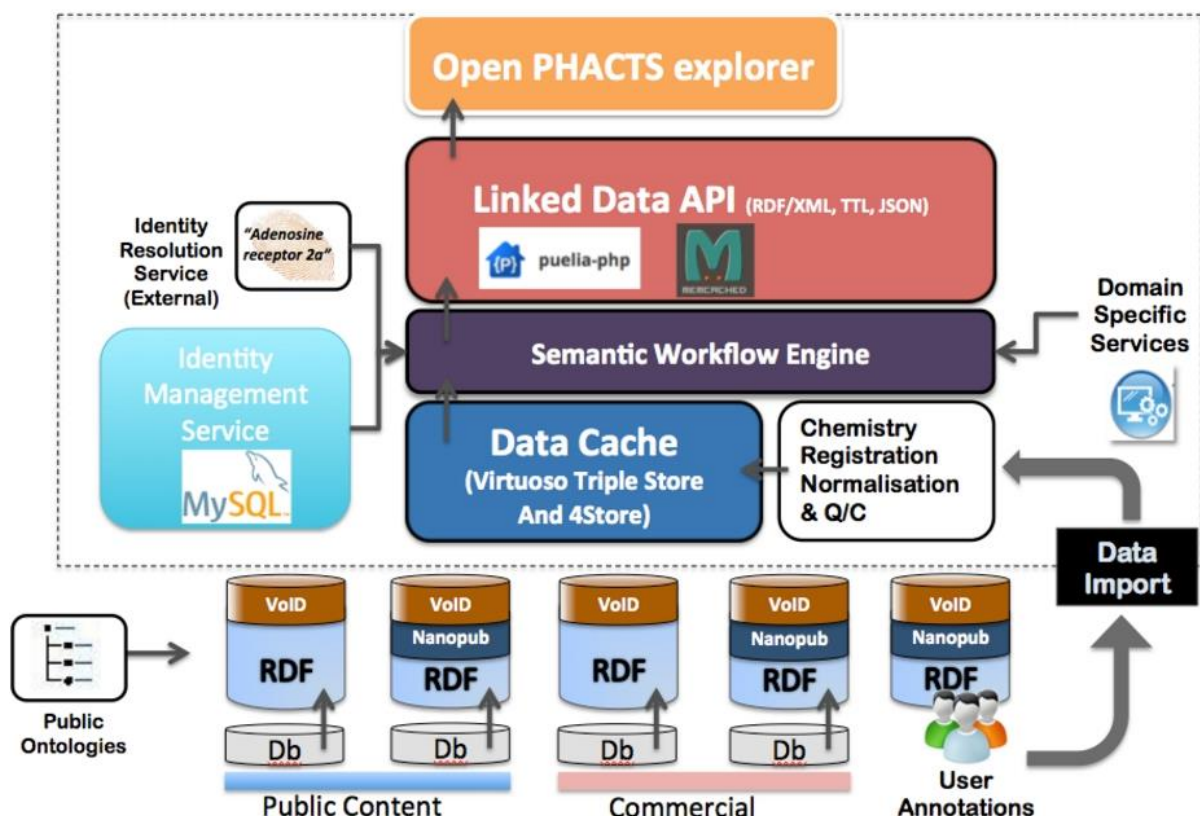 Open PHACTS explorer
Linked Data API (RDF/XML, TTL, JSON)
{P} puelia-php
MEMCACHED
Identity
Resolution
Service
(External)
“Adenosine
receptor 2a”
Domain
Specific
Services
Semantic Workflow Engine
Identity
Management
Service
MySQL
Data Cache
(Virtuoso Triple Store
And 4Store)
Chemistry
Registration
Normalisation
& Q/C
Data
Import
VoID
VoID
VoID
VoID
VoID
Nanopub
Nanopub
Nanopub
RDF
RDF
RDF
RDF
RDF
Public
Ontologies
Db
Db
Db
Db
Public Content
Commercial
User
Annotations